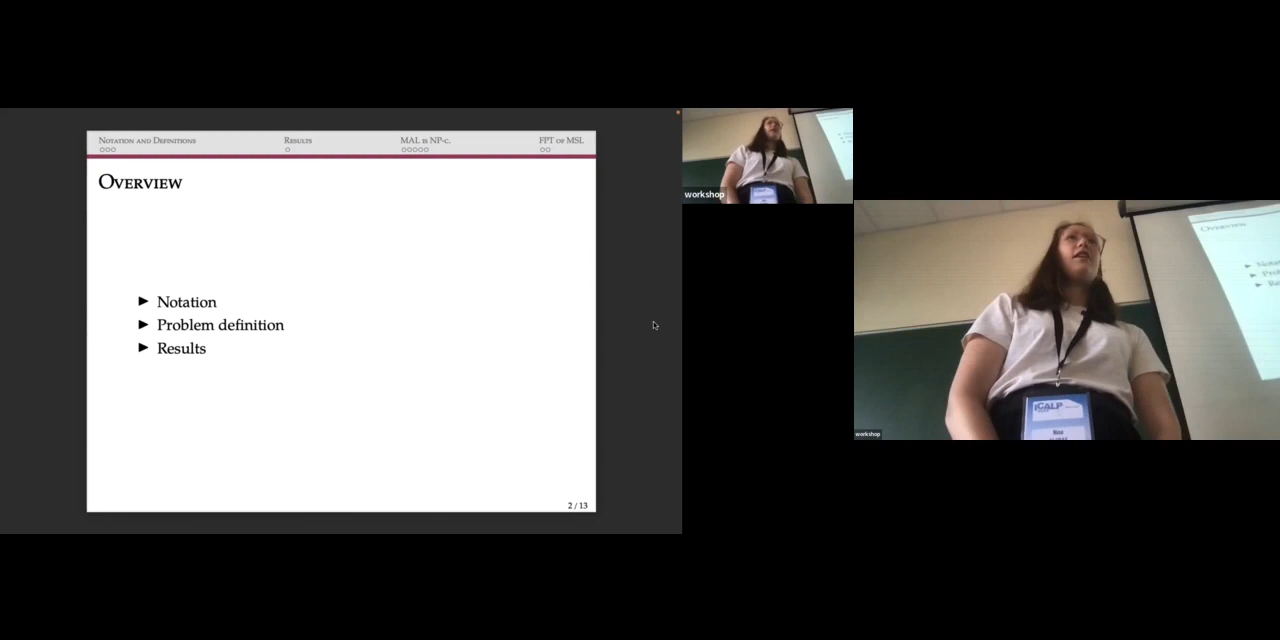 Notation and Definitions
Results
MAL is NP-c.
FPT of MSL
Overview
► Notation
► Problem definition
► Results
2 / 13
workshop
ICALP
Overview
workshop